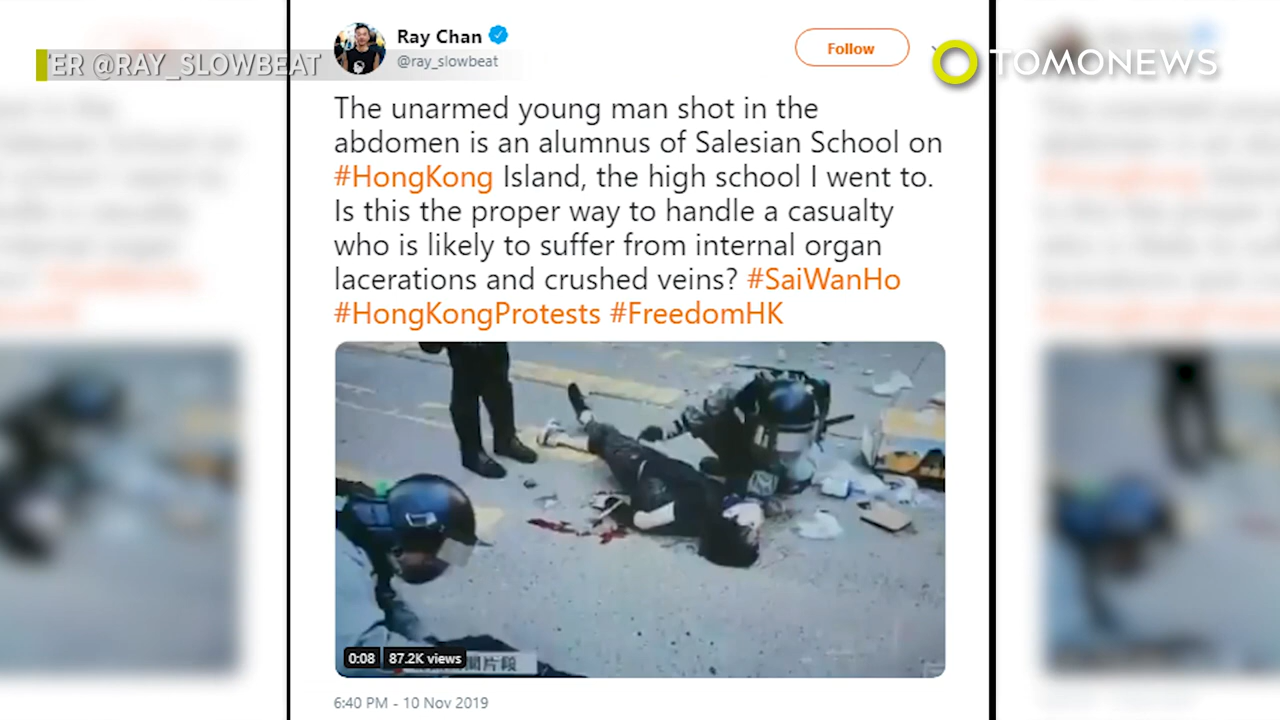 ER @RAY_SLOWBEAT
Ray Chan
@ray_slowbeat
Follow
TOMONEWS
The unarmed young man shot in the
abdomen is an alumnus of Salesian School on
#HongKong Island, the high school I went to.
Is this the proper way to handle a casualty
who is likely to suffer from internal organ
lacerations and crushed veins? #SaiWanHo
#HongKongProtests #FreedomHK
0:08
87.2K views
片段
6:40 PM - 10 Nov 2019